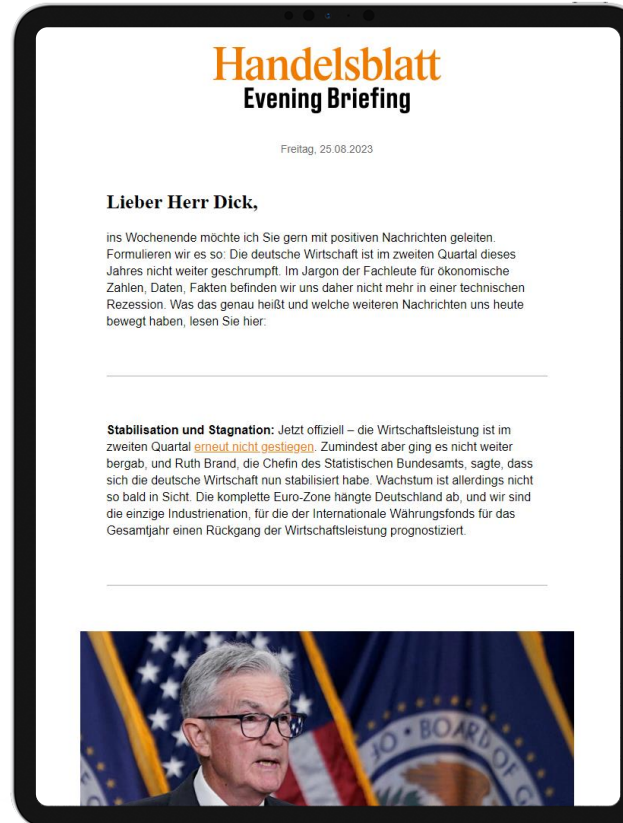 Handelsblatt
Evening Briefing
Freitag, 25.08.2023
Lieber Herr Dick,
ins Wochenende möchte ich Sie gern mit positiven Nachrichten geleiten.
Formulieren wir es so: Die deutsche Wirtschaft ist im zweiten Quartal dieses
Jahres nicht weiter geschrumpft. Im Jargon der Fachleute für ökonomische
Zahlen, Daten, Fakten befinden wir uns daher nicht mehr in einer technischen
Rezession. Was das genau heißt und welche weiteren Nachrichten uns heute
bewegt haben, lesen Sie hier:
Stabilisation und Stagnation: Jetzt offiziell – die Wirtschaftsleistung ist im
zweiten Quartal erneut nicht gestiegen. Zumindest aber ging es nicht weiter
bergab, und Ruth Brand, die Chefin des Statistischen Bundesamts, sagte, dass
sich die deutsche Wirtschaft nun stabilisiert habe. Wachstum ist allerdings nicht
so bald in Sicht. Die komplette Euro-Zone hängte Deutschland ab, und wir sind
die einzige Industrienation, für die der Internationale Währungsfonds für das
Gesamtjahr einen Rückgang der Wirtschaftsleistung prognostiziert.
BOARD OF G